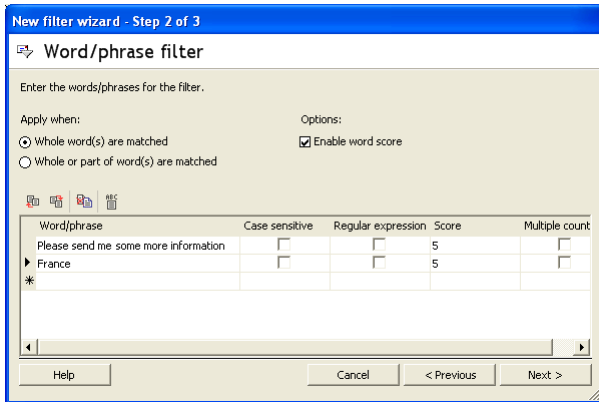 New filter wizard - Step 2 of 3
Word/phrase filter
Enter the words/phrases for the filter.
Apply when:
Options:
Whole word(s) are matched
Enable word score
Whole or part of word(s) are matched
ABC
Word/phrase Case sensitive Regular expression Score Multiple count
Please send me some more information 5
France 5
Help Cancel < Previous Next >